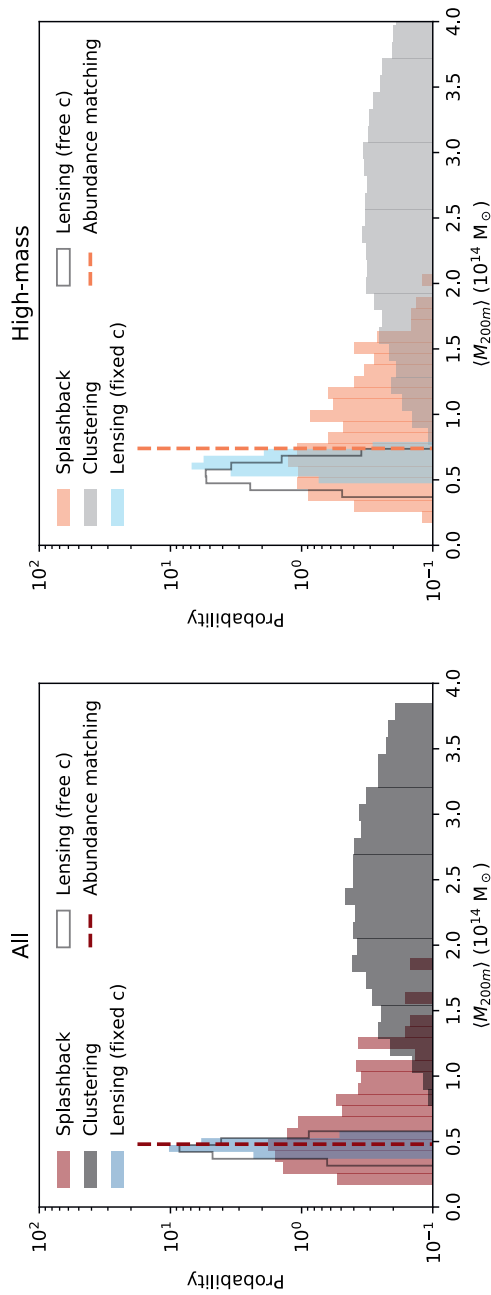 All
Splashback
Clustering
Lensing (fixed c)
Lensing (free c)
Abundance matching
Probability
10²
10¹
10⁰
10⁻¹
0.0 0.5 1.0 1.5 2.0 2.5 3.0 3.5 4.0
⟨M₂₀₀ₘ⟩ (10¹⁴ M⊙)
High-mass
Splashback
Clustering
Lensing (fixed c)
Lensing (free c)
Abundance matching
Probability
10²
10¹
10⁰
10⁻¹
0.0 0.5 1.0 1.5 2.0 2.5 3.0 3.5 4.0
⟨M₂₀₀ₘ⟩ (10¹⁴ M⊙)